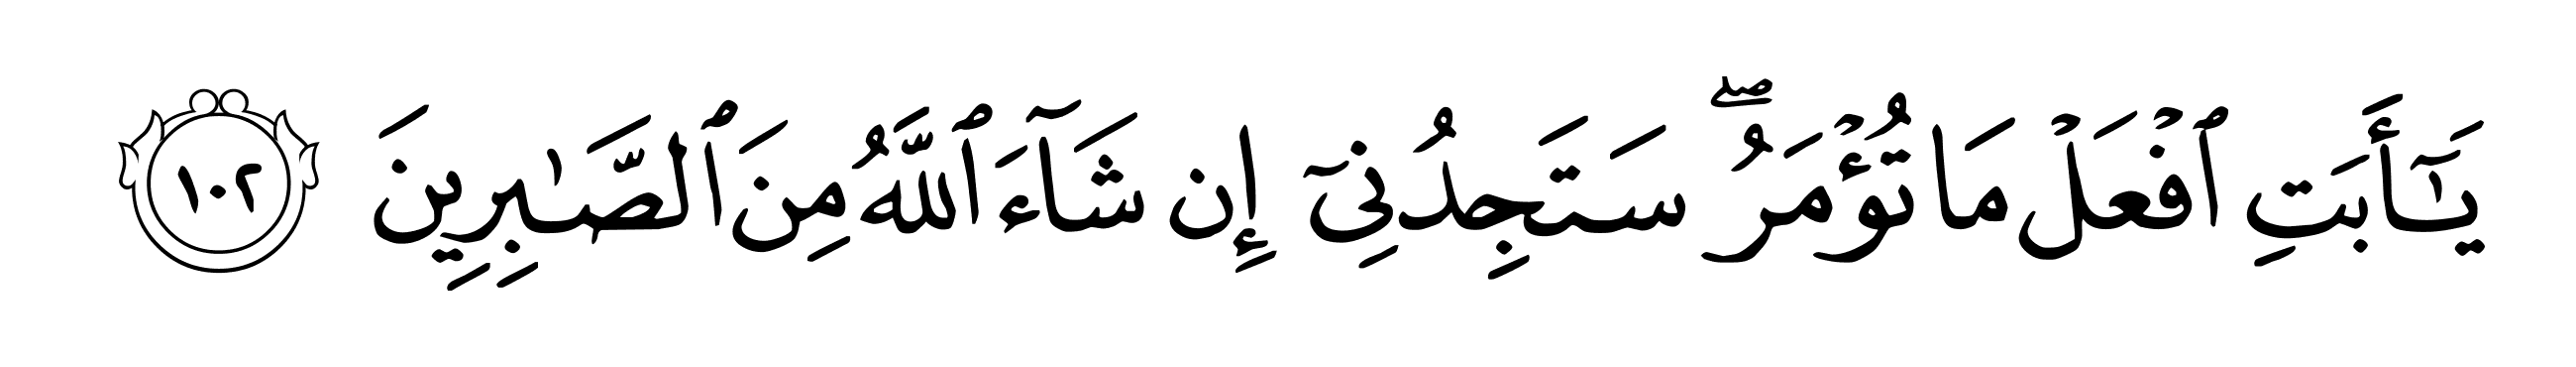 يَـٰٓأَبَتِ ٱفْعَلْ مَا تُؤْمَرُ ۖ سَتَجِدُنِىٓ إِن شَآءَ ٱللَّهُ مِنَ ٱلصَّـٰبِرِينَ ١٠٢